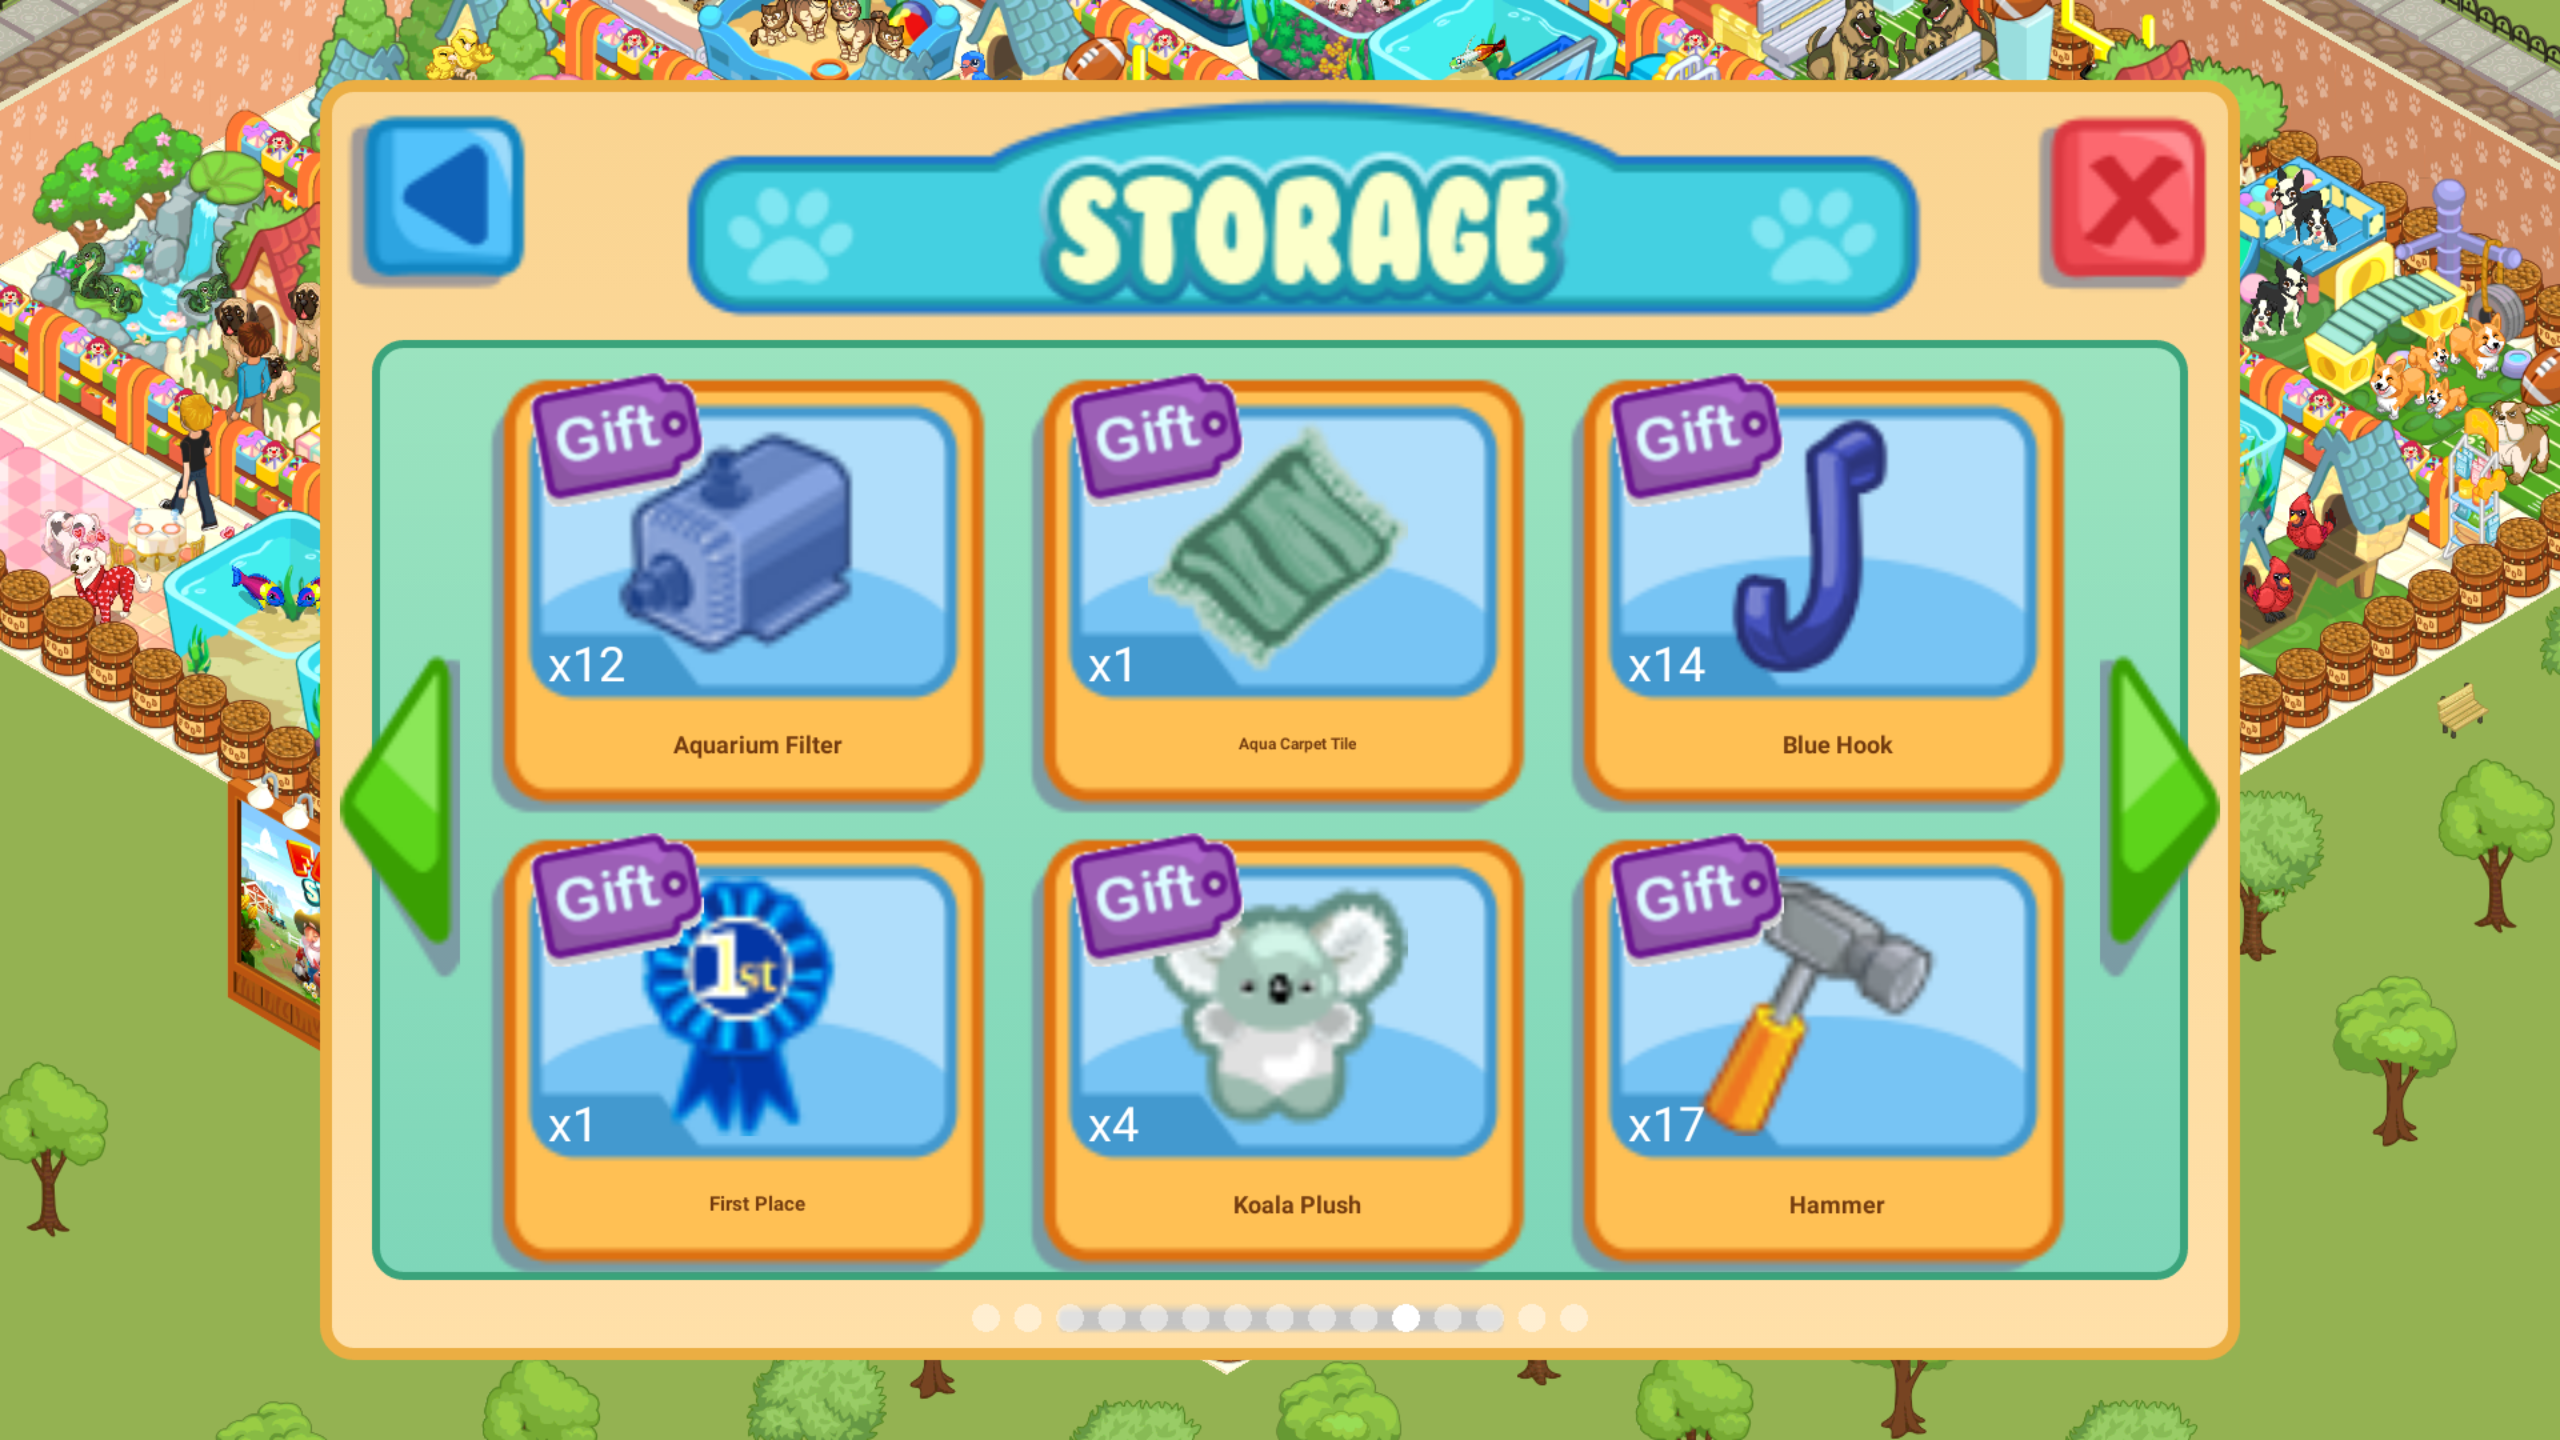 STORAGE
Gift
x12
Aquarium Filter
Gift
x1
Aqua Carpet Tile
Gift
x14
Blue Hook
Gift
1st
x1
First Place
Gift
x4
Koala Plush
Gift
x17
Hammer